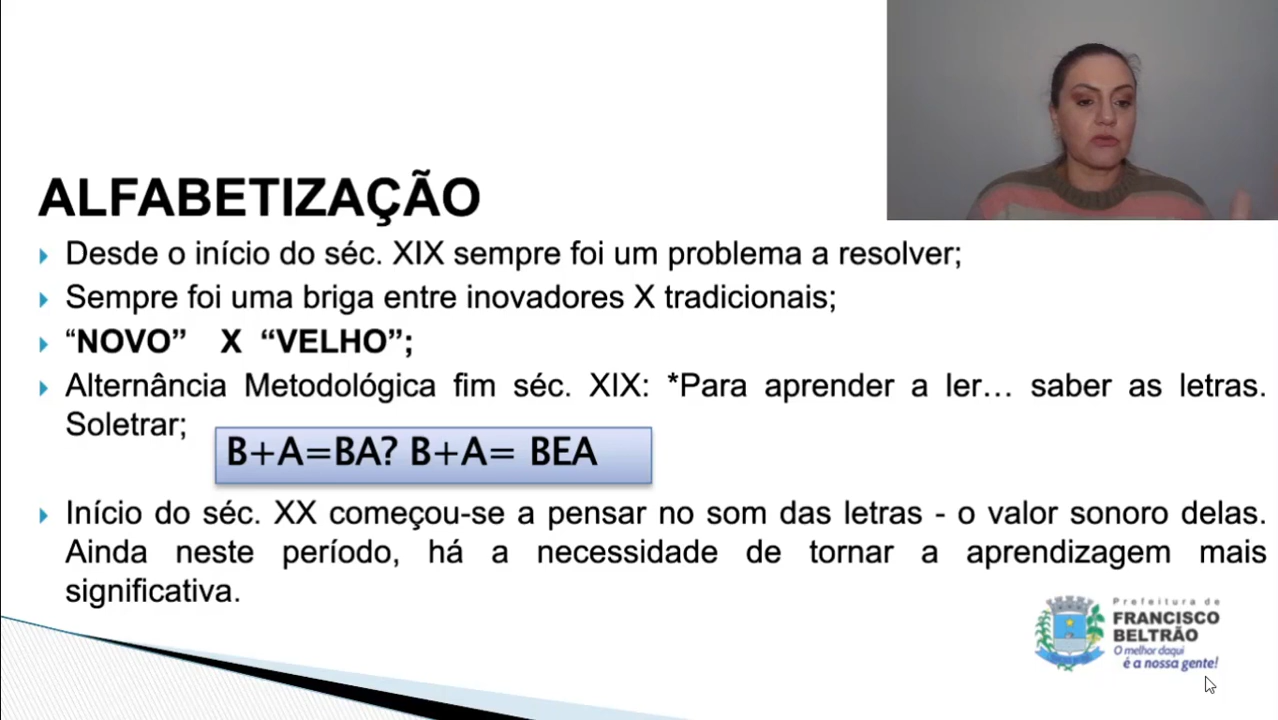 ALFABETIZAÇÃO
Desde o início do séc. XIX sempre foi um problema a resolver;
Sempre foi uma briga entre inovadores X tradicionais;
“NOVO” X “VELHO”;
Alternância Metodológica fim séc. XIX: *Para aprender a ler… saber as letras.
Soletrar;
B+A=BA? B+A= BEA
Início do séc. XX começou-se a pensar no som das letras - o valor sonoro delas.
Ainda neste período, há a necessidade de tornar a aprendizagem mais
significativa.
Prefeitura de
FRANCISCO
BELTRÃO
O melhor daqui
é a nossa gente!